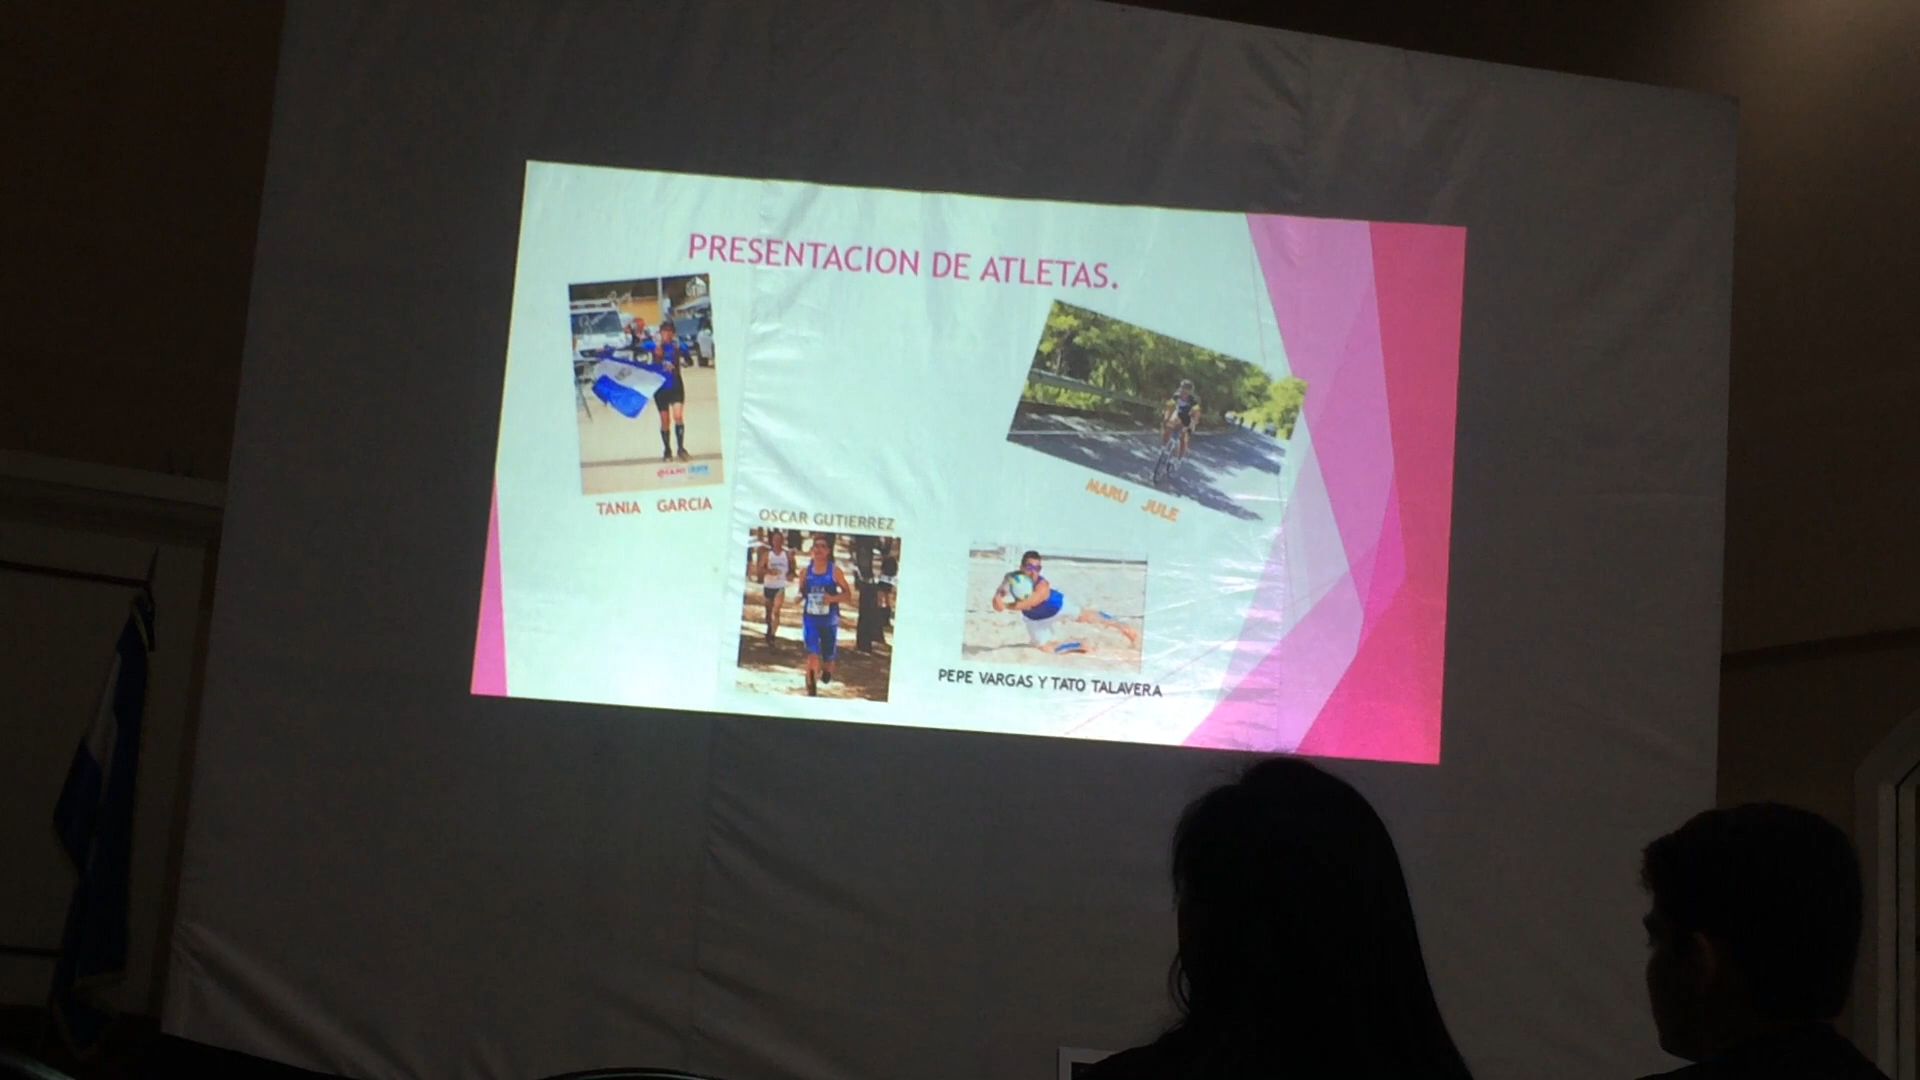 PRESENTACION DE ATLETAS.
TANIA GARCIA
MARU JULE
OSCAR GUTIERREZ
PEPE VARGAS Y TATO TALAVERA